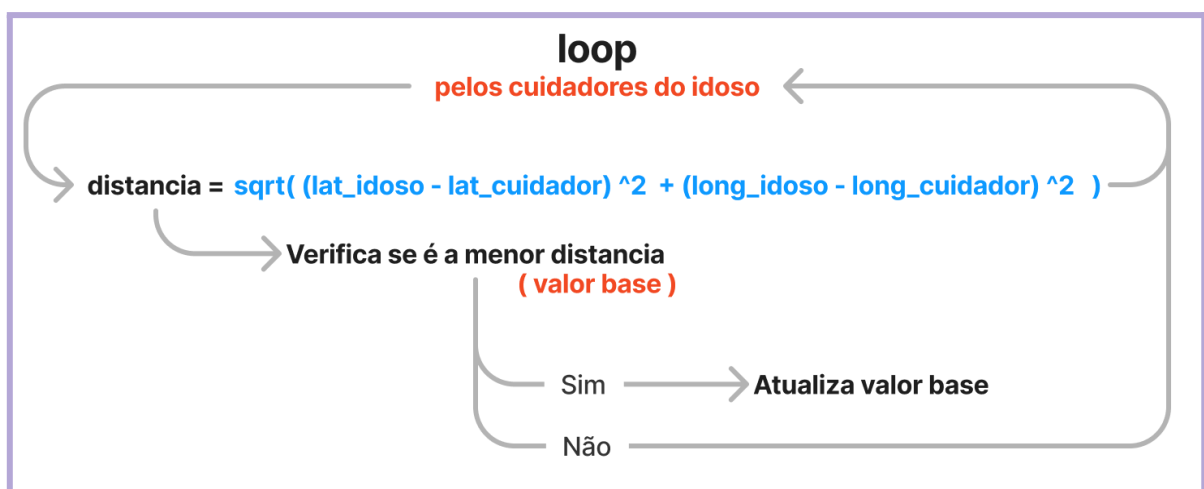 loop
pelos cuidadores do idoso
distancia = sqrt( (lat_idoso - lat_cuidador) ^2 + (long_idoso - long_cuidador) ^2 )
Verifica se é a menor distancia
( valor base )
Sim
Atualiza valor base
Não